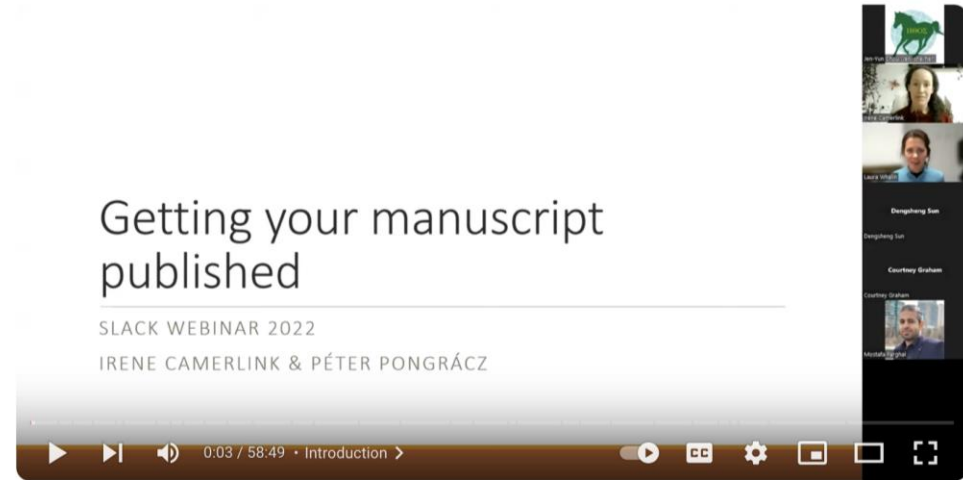 Getting your manuscript
published
SLACK WEBINAR 2022
IRENE CAMERLINK & PÉTER PONGRÁCZ
Irene Camerlink
Laura Whalin
Dengsheng Sun
Dengsheng Sun
Courtney Graham
Courtney Graham
0:03 / 58:49 • Introduction >
CC